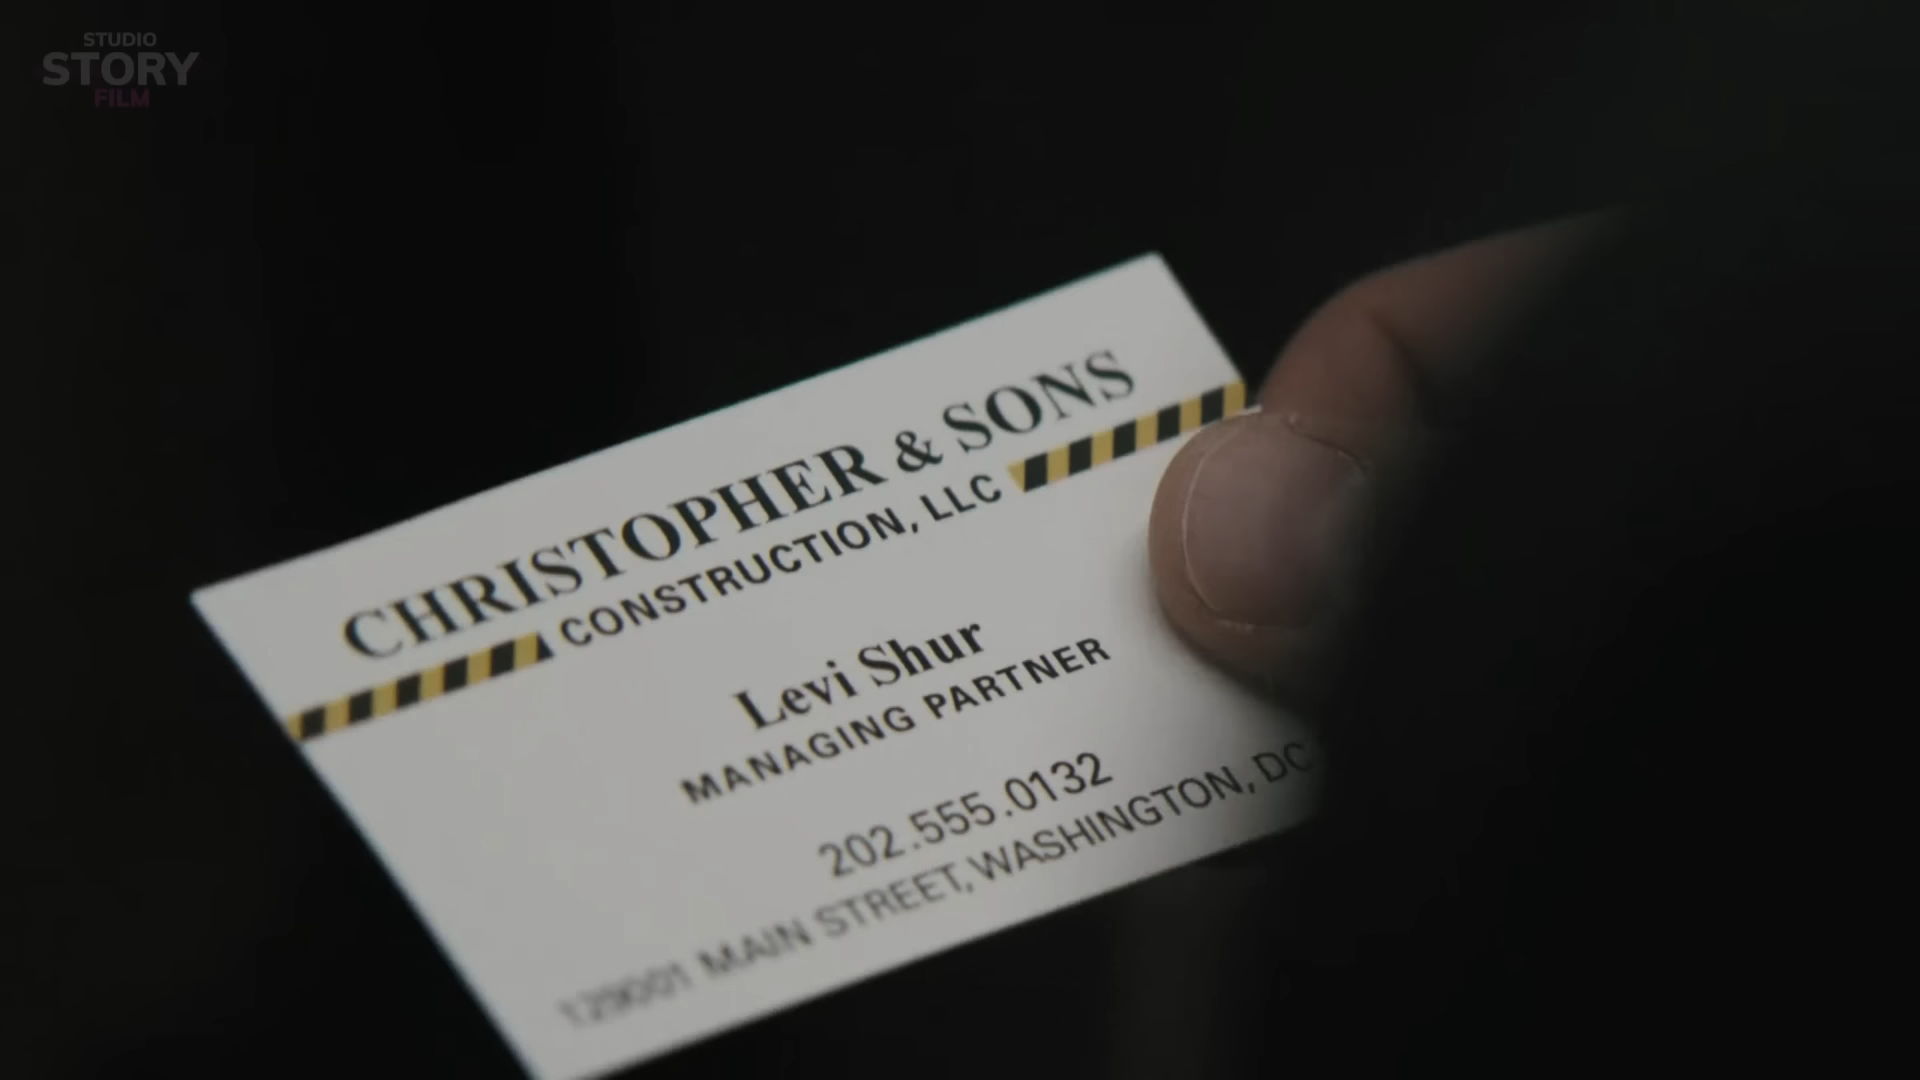 STUDIO
STORY
FILM
CHRISTOPHER & SONS
CONSTRUCTION, LLC
Levi Shur
MANAGING PARTNER
202.555.0132
MAIN STREET, WASHINGTON, DC